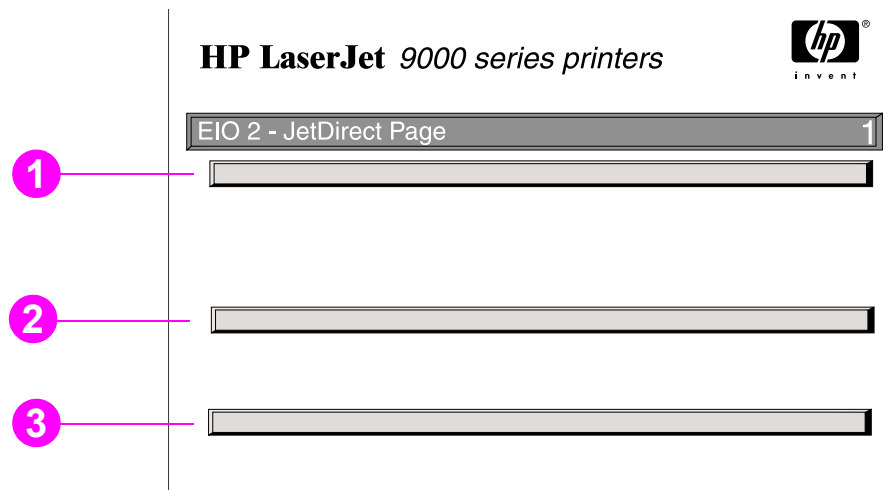 HP LaserJet 9000 series printers
hp
®
invent
EIO 2 - JetDirect Page 1
1
2
3